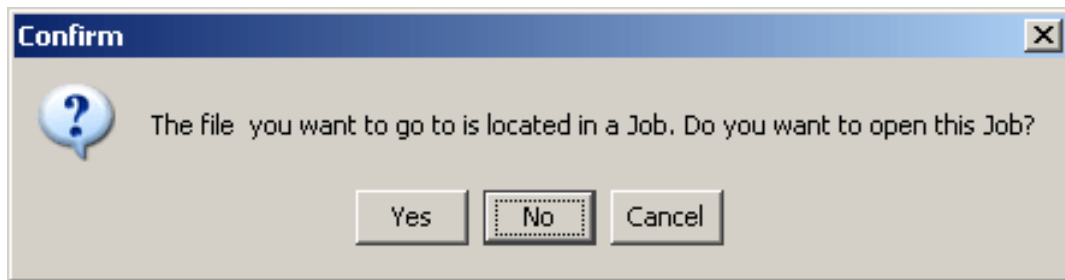 Confirm
The file  you want to go to is located in a Job. Do you want to open this Job?
Yes
No
Cancel